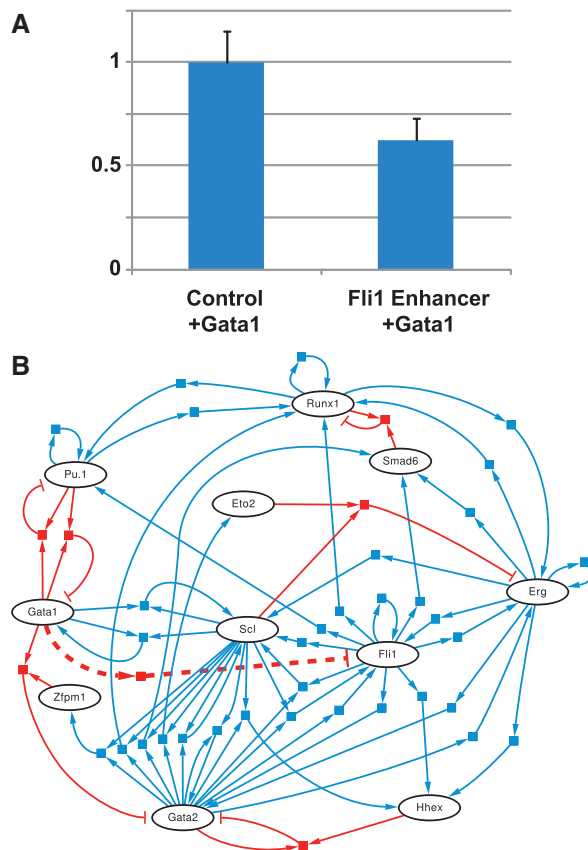 A
1
0.5
0
Control
+Gata1
Fli1 Enhancer
+Gata1
B
Runx1
Smad6
Pu.1
Eto2
Erg
Gata1
Scl
Fli1
Zfpm1
Gata2
Hhex